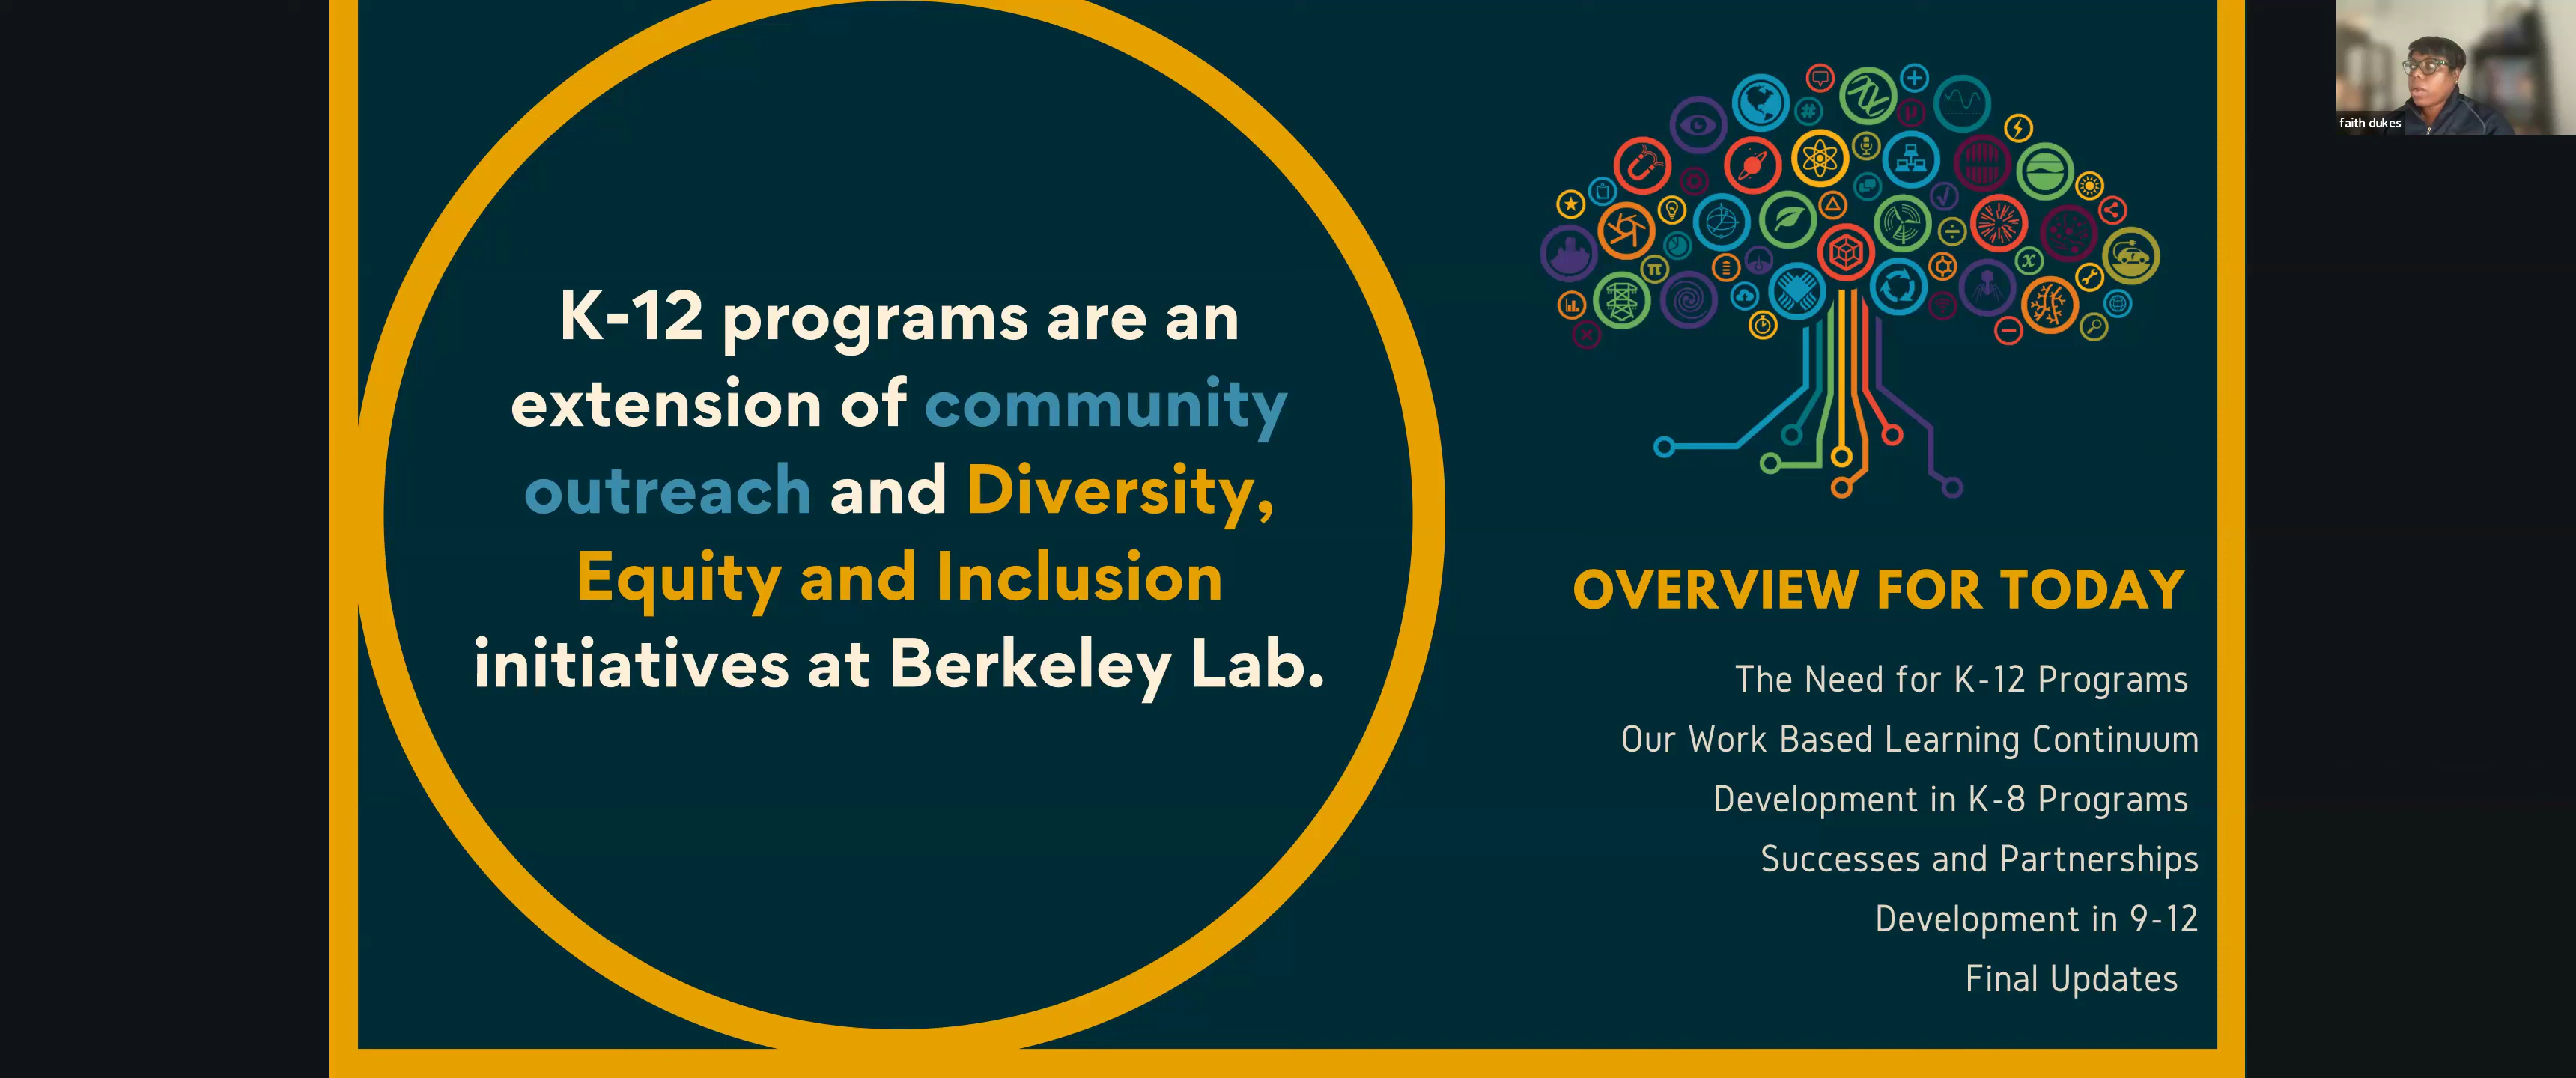 K-12 programs are an
extension of community
outreach and Diversity,
Equity and Inclusion
initiatives at Berkeley Lab.
OVERVIEW FOR TODAY
The Need for K-12 Programs
Our Work Based Learning Continuum
Development in K-8 Programs
Successes and Partnerships
Development in 9-12
Final Updates
faith dukes